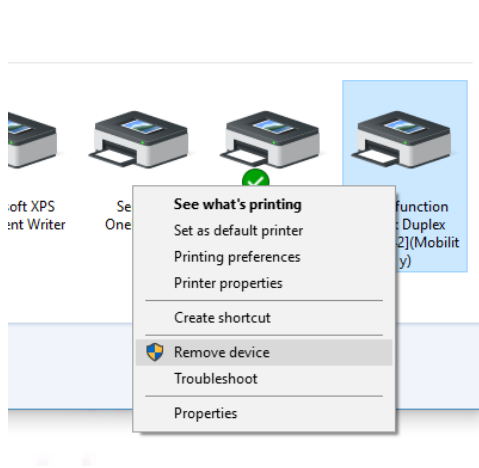 soft XPS
ent Writer
Se
One
function
Duplex
2](Mobilit
y)
See what's printing
Set as default printer
Printing preferences
Printer properties
Create shortcut
Remove device
Troubleshoot
Properties